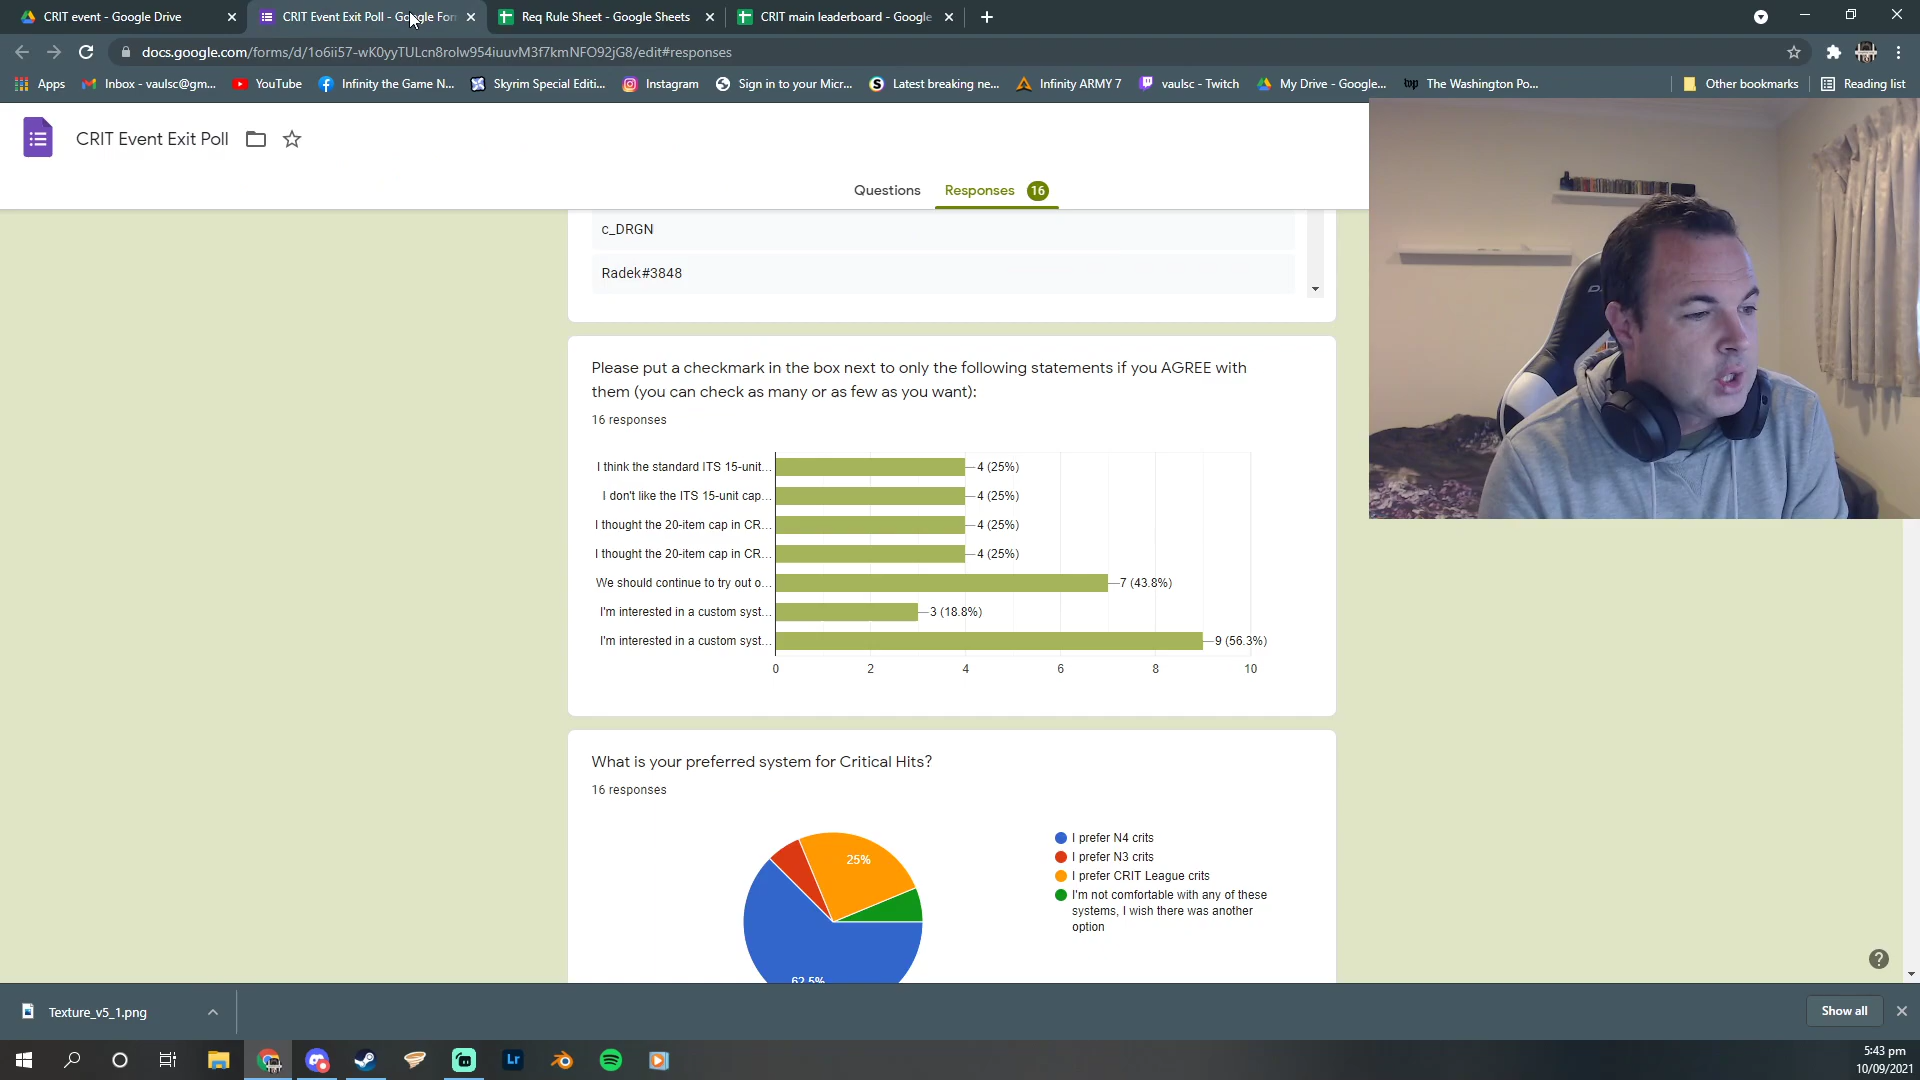 CRIT event - Google Drive
CRIT Event Exit Poll - Google For
Req Rule Sheet - Google Sheets
CRIT main leaderboard - Google
docs.google.com/forms/d/1o6ii57-wK0yyTULcn8rolw954iuuvM3f7kmNFO92jG8/edit#responses
Apps
Inbox - vaulsc@gm...
YouTube
Infinity the Game N...
Skyrim Special Editi...
Instagram
Sign in to your Micr...
Latest breaking ne...
Infinity ARMY 7
vaulsc - Twitch
My Drive - Google...
The Washington Po...
Other bookmarks
Reading list
CRIT Event Exit Poll
Questions
Responses 16
c_DRGN
Radek#3848
Please put a checkmark in the box next to only the following statements if you AGREE with
them (you can check as many or as few as you want):
16 responses
I think the standard ITS 15-unit... 4 (25%)
I don't like the ITS 15-unit cap... 4 (25%)
I thought the 20-item cap in CR... 4 (25%)
I thought the 20-item cap in CR... 4 (25%)
We should continue to try out o... 7 (43.8%)
I'm interested in a custom syst... 3 (18.8%)
I'm interested in a custom syst... 9 (56.3%)
0 2 4 6 8 10
What is your preferred system for Critical Hits?
16 responses
25%
62.5%
I prefer N4 crits
I prefer N3 crits
I prefer CRIT League crits
I'm not comfortable with any of these
systems, I wish there was another
option
Texture_v5_1.png
Show all
Lr
5:43 pm
10/09/2021